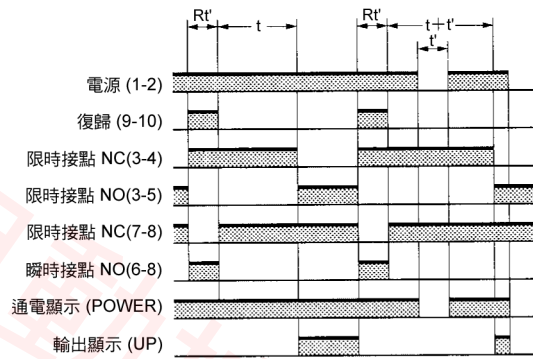 Rt' t Rt' t+t'
t'
電源 (1-2)
復歸 (9-10)
限時接點 NC(3-4)
限時接點 NO(3-5)
限時接點 NC(7-8)
瞬時接點 NO(6-8)
通電顯示 (POWER)
輸出顯示 (UP)